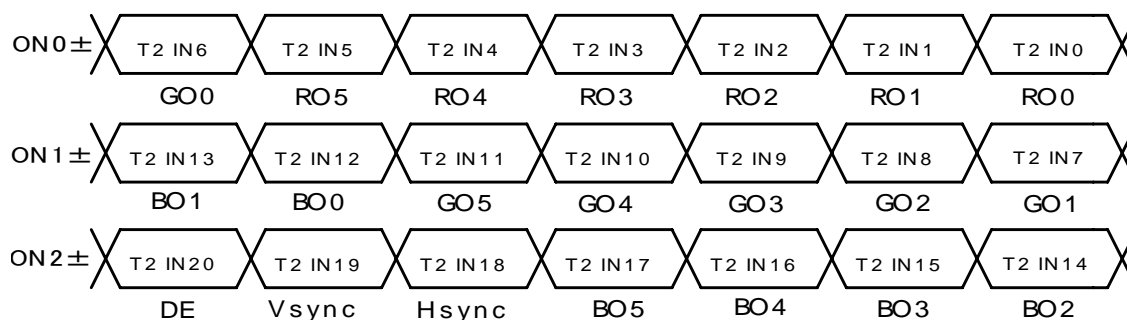 ON0± T2 IN6 T2 IN5 T2 IN4 T2 IN3 T2 IN2 T2 IN1 T2 IN0
GO0 RO5 RO4 RO3 RO2 RO1 RO0
ON1± T2 IN13 T2 IN12 T2 IN11 T2 IN10 T2 IN9 T2 IN8 T2 IN7
BO1 BO0 GO5 GO4 GO3 GO2 GO1
ON2± T2 IN20 T2 IN19 T2 IN18 T2 IN17 T2 IN16 T2 IN15 T2 IN14
DE Vsync Hsync BO5 BO4 BO3 BO2